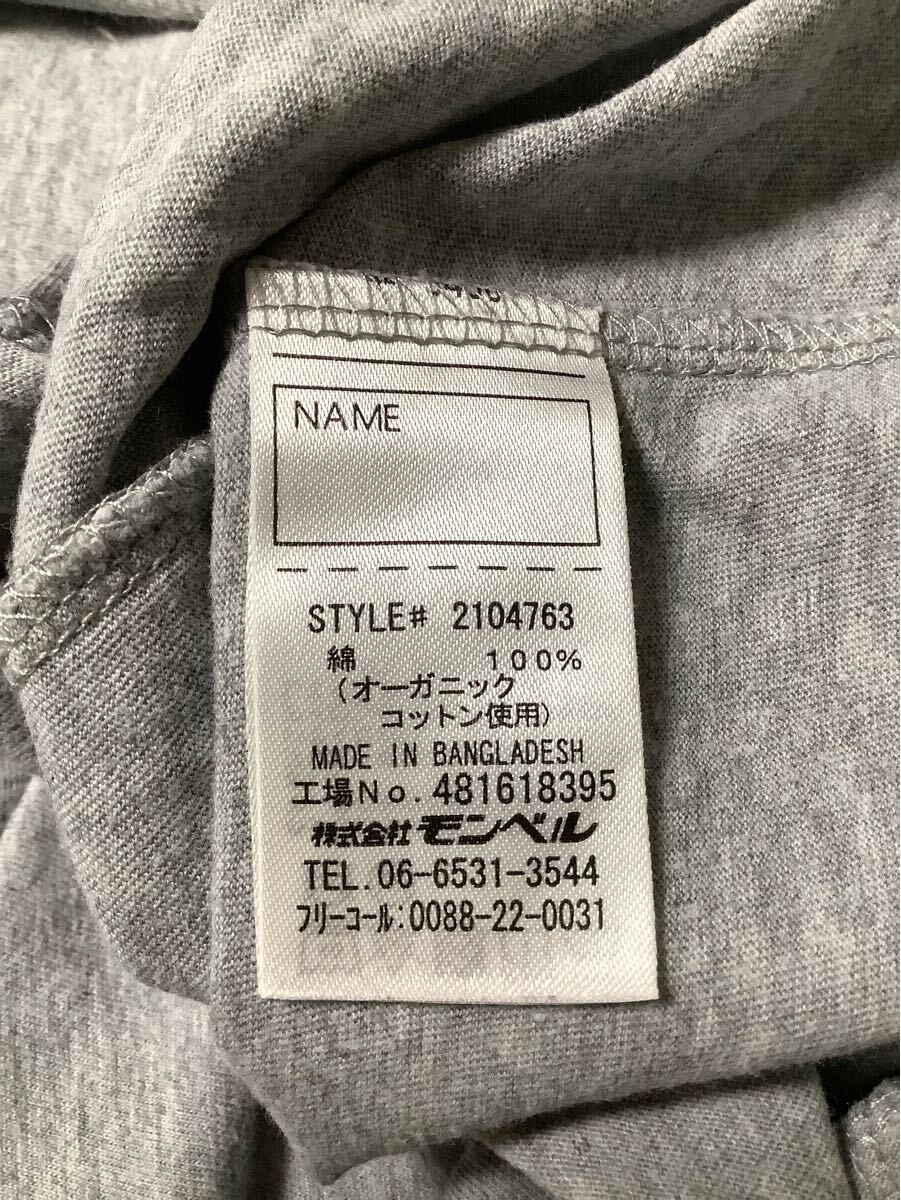 NAME
STYLE# 2104763
綿 100%
(オーガニック
コットン使用)
MADE IN BANGLADESH
工場No. 481618395
株式会社 モンベル
TEL. 06-6531-3544
フリーコール:0088-22-0031